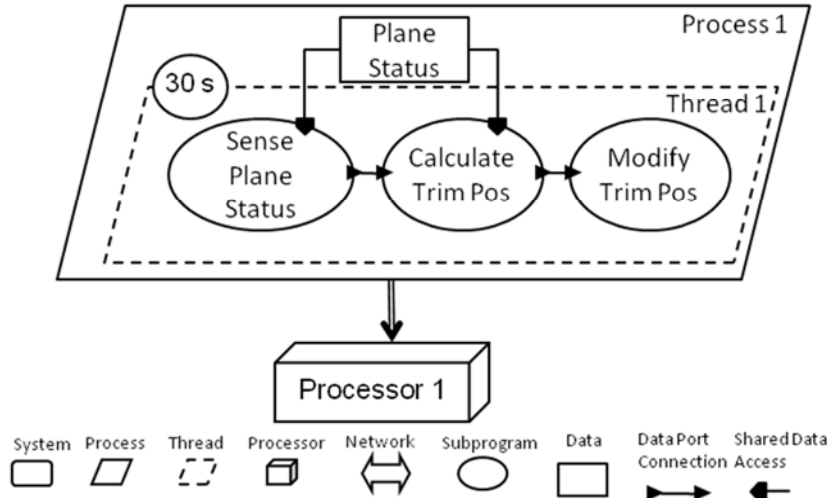 Process 1
Plane
Status
30 s
Thread 1
Sense
Plane
Status
Calculate
Trim Pos
Modify
Trim Pos
Processor 1
System
Process
Thread
Processor
Network
Subprogram
Data
Data Port
Connection
Shared Data
Access